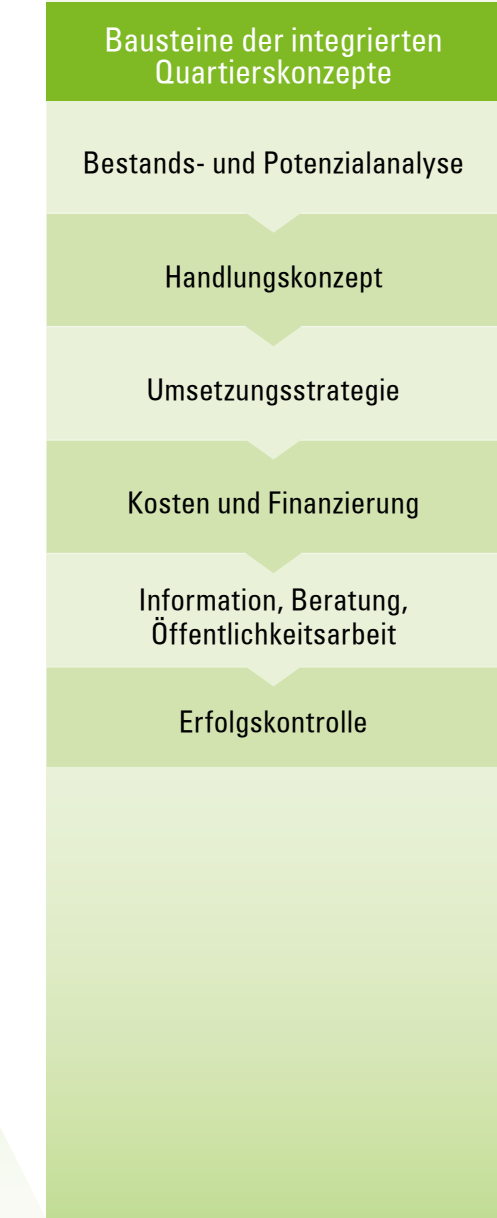 Bausteine der integrierten
Quartierskonzepte
Bestands- und Potenzialanalyse
Handlungskonzept
Umsetzungsstrategie
Kosten und Finanzierung
Information, Beratung,
Öffentlichkeitsarbeit
Erfolgskontrolle